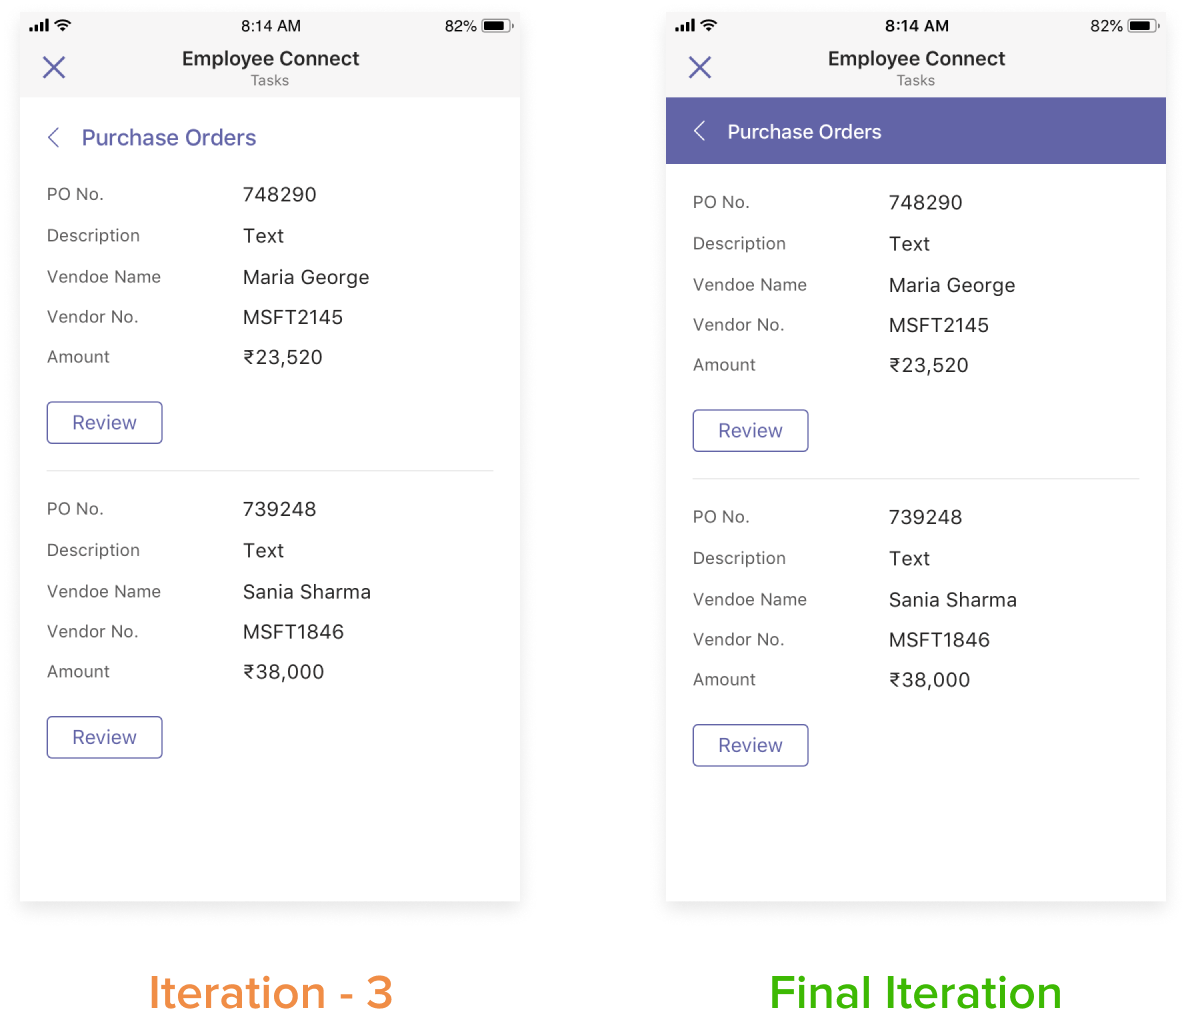 8:14 AM 82%
Employee Connect
Tasks
Purchase Orders
PO No. 748290
Description Text
Vendoe Name Maria George
Vendor No. MSFT2145
Amount ₹23,520
Review
PO No. 739248
Description Text
Vendoe Name Sania Sharma
Vendor No. MSFT1846
Amount ₹38,000
Review
Iteration - 3
8:14 AM 82%
Employee Connect
Tasks
Purchase Orders
PO No. 748290
Description Text
Vendoe Name Maria George
Vendor No. MSFT2145
Amount ₹23,520
Review
PO No. 739248
Description Text
Vendoe Name Sania Sharma
Vendor No. MSFT1846
Amount ₹38,000
Review
Final Iteration